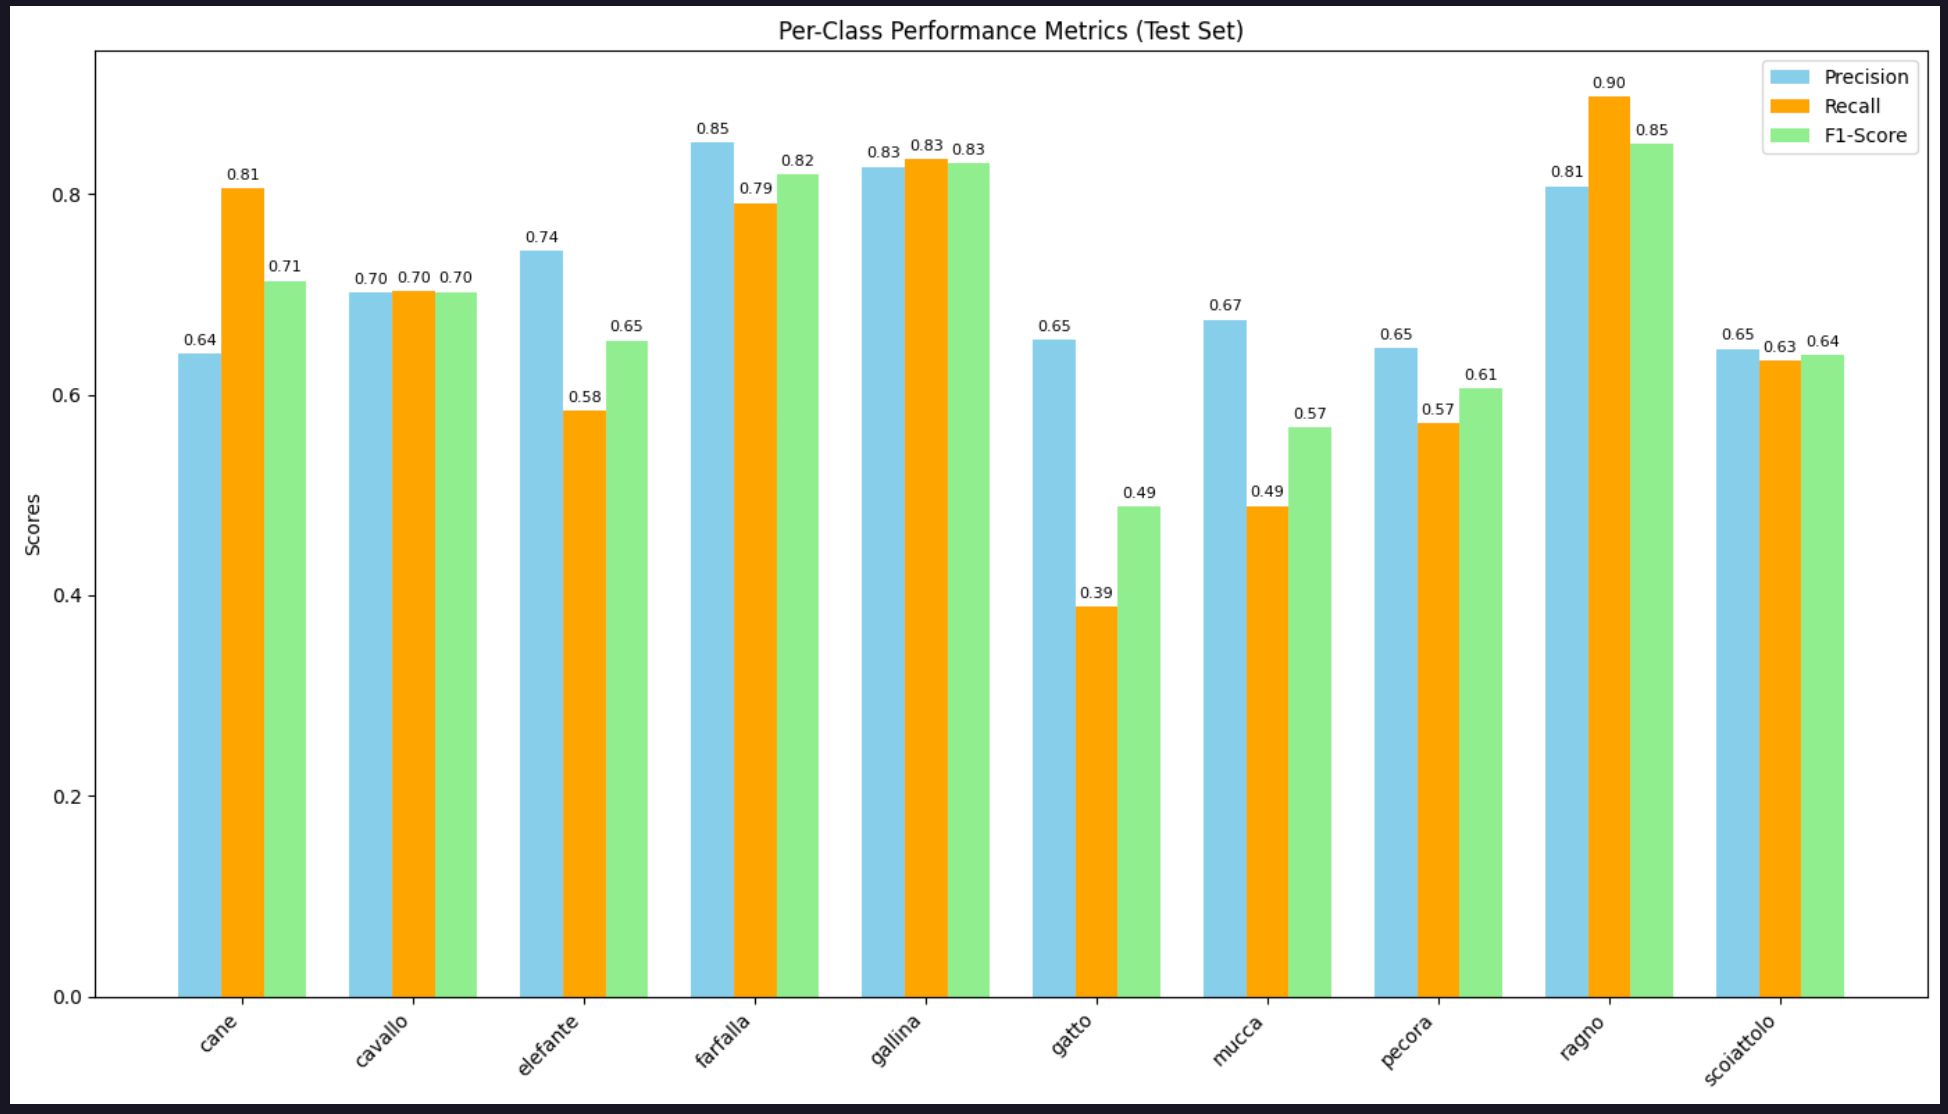 Per-Class Performance Metrics (Test Set)
Precision
Recall
F1-Score
Scores
0.8
0.6
0.4
0.2
0.0
0.64 0.81 0.71
0.70 0.70 0.70
0.74 0.58 0.65
0.85 0.79 0.82
0.83 0.83 0.83
0.65 0.39 0.49
0.67 0.49 0.57
0.65 0.57 0.61
0.81 0.90 0.85
0.65 0.63 0.64
cane
cavallo
elefante
farfalla
gallina
gatto
mucca
pecora
ragno
scoiattolo